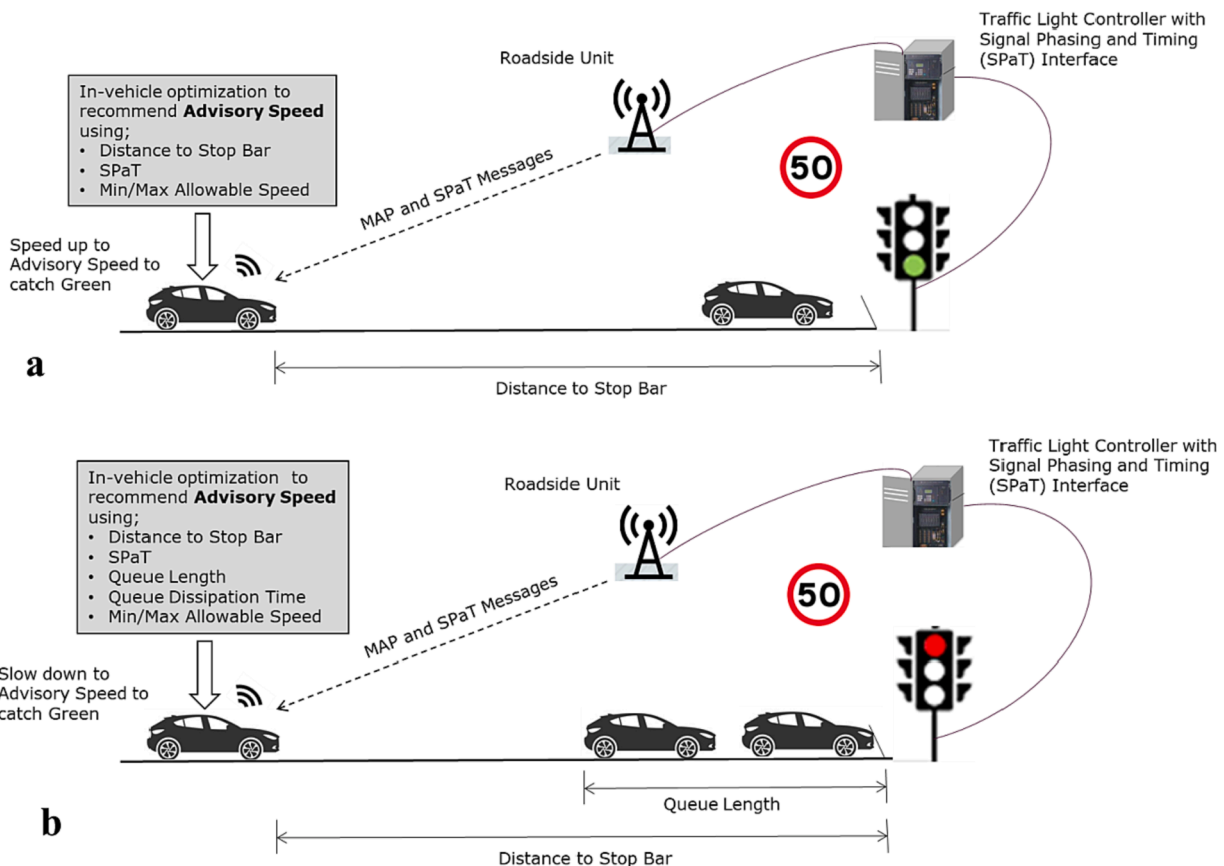 Traffic Light Controller with
Signal Phasing and Timing
(SPaT) Interface
Roadside Unit
In-vehicle optimization to
recommend Advisory Speed
using;
• Distance to Stop Bar
• SPaT
• Min/Max Allowable Speed
50
MAP and SPaT Messages
Speed up to
Advisory Speed to
catch Green
a
Distance to Stop Bar
Traffic Light Controller with
Signal Phasing and Timing
(SPaT) Interface
In-vehicle optimization to
recommend Advisory Speed
using;
• Distance to Stop Bar
• SPaT
• Queue Length
• Queue Dissipation Time
• Min/Max Allowable Speed
Roadside Unit
50
MAP and SPaT Messages
Slow down to
Advisory Speed to
catch Green
Queue Length
b
Distance to Stop Bar